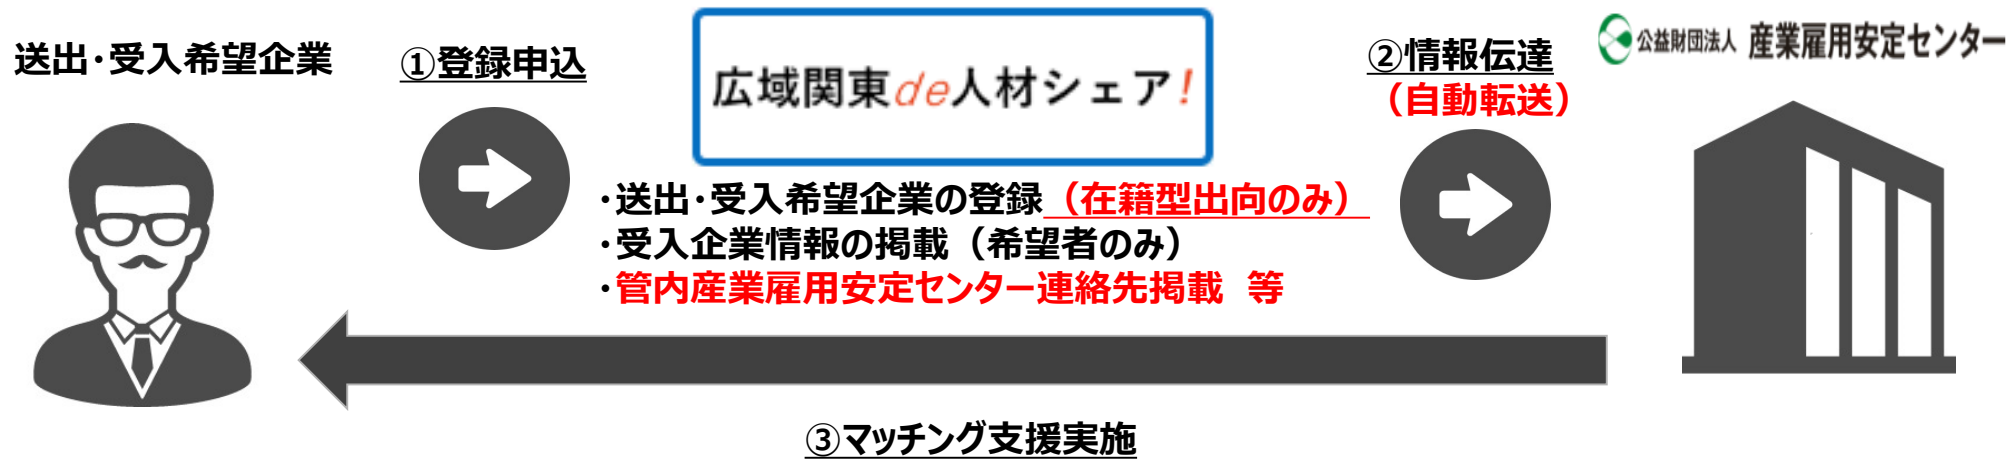 送出・受入希望企業
①登録申込
広域関東de人材シェア!
・送出・受入希望企業の登録（在籍型出向のみ）
・受入企業情報の掲載（希望者のみ）
・管内産業雇用安定センター連絡先掲載 等
②情報伝達
（自動転送）
公益財団法人 産業雇用安定センター
③マッチング支援実施